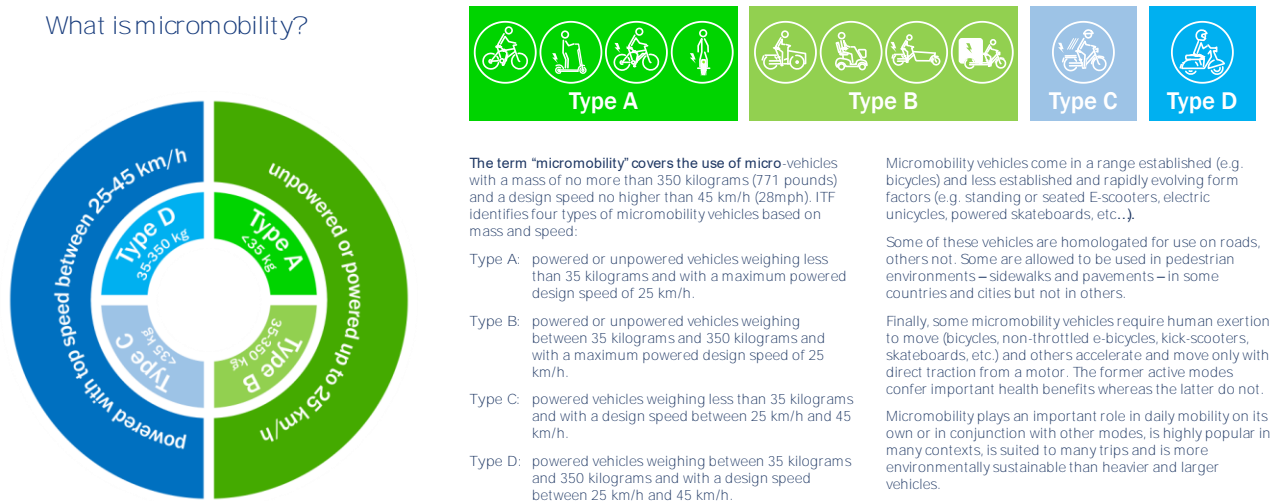 What is micromobility?
powered with top speed between 25-45 km/h
unpowered or powered up to 25 km/h
Type D
35-350 kg
Type A
<35 kg
Type C
<35 kg
Type B
35-350 kg
Type A
Type B
Type C
Type D
The term “micromobility” covers the use of micro-vehicles
with a mass of no more than 350 kilograms (771 pounds)
and a design speed no higher than 45 km/h (28mph). ITF
identifies four types of micromobility vehicles based on
mass and speed:
Type A: powered or unpowered vehicles weighing less
than 35 kilograms and with a maximum powered
design speed of 25 km/h.
Type B: powered or unpowered vehicles weighing
between 35 kilograms and 350 kilograms and
with a maximum powered design speed of 25
km/h.
Type C: powered vehicles weighing less than 35 kilograms
and with a design speed between 25 km/h and 45
km/h.
Type D: powered vehicles weighing between 35 kilograms
and 350 kilograms and with a design speed
between 25 km/h and 45 km/h.
Micromobility vehicles come in a range established (e.g.
bicycles) and less established and rapidly evolving form
factors (e.g. standing or seated E-scooters, electric
unicycles, powered skateboards, etc…).
Some of these vehicles are homologated for use on roads,
others not. Some are allowed to be used in pedestrian
environments – sidewalks and pavements – in some
countries and cities but not in others.
Finally, some micromobility vehicles require human exertion
to move (bicycles, non-throttled e-bicycles, kick-scooters,
skateboards, etc.) and others accelerate and move only with
direct traction from a motor. The former active modes
confer important health benefits whereas the latter do not.
Micromobility plays an important role in daily mobility on its
own or in conjunction with other modes, is highly popular in
many contexts, is suited to many trips and is more
environmentally sustainable than heavier and larger
vehicles.